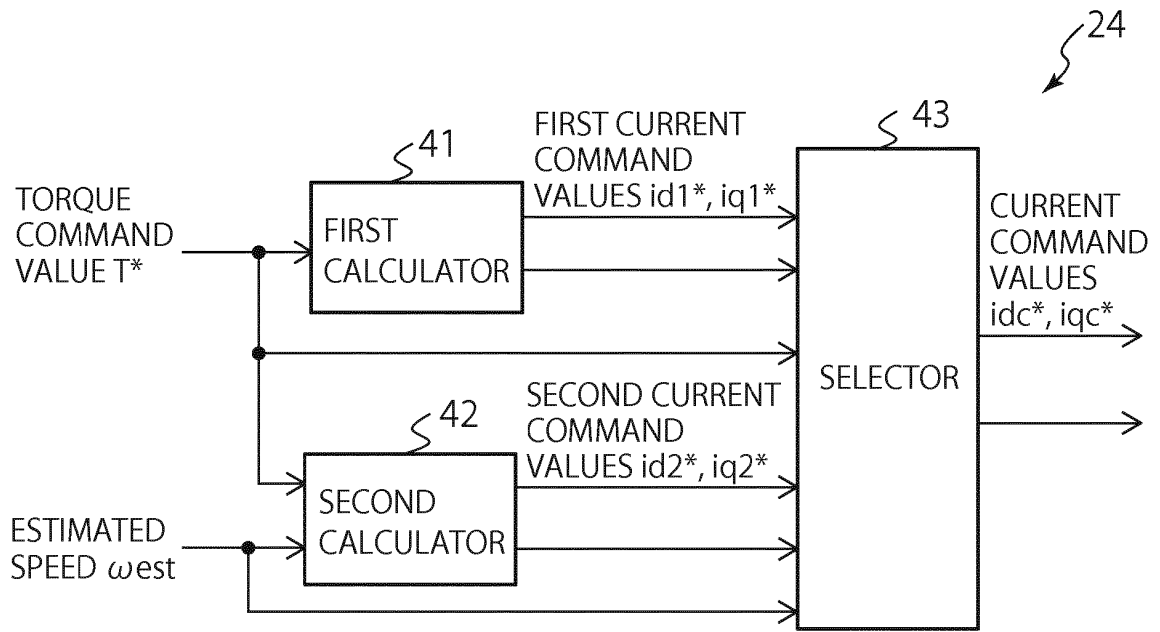 24
43
41
FIRST CURRENT
COMMAND
VALUES id1*, iq1*
TORQUE
COMMAND
VALUE T*
FIRST
CALCULATOR
CURRENT
COMMAND
VALUES
idc*, iqc*
SELECTOR
42
SECOND CURRENT
COMMAND
VALUES id2*, iq2*
SECOND
CALCULATOR
ESTIMATED
SPEED ωest